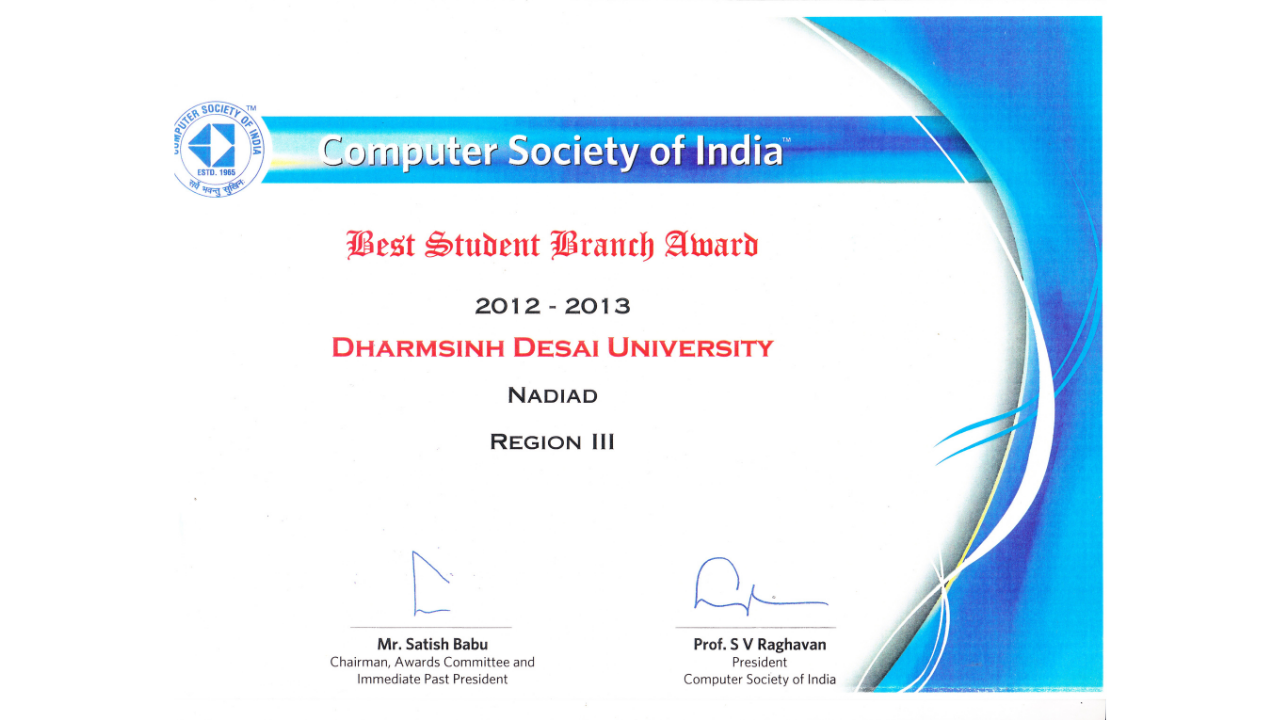 COMPUTER SOCIETY OF INDIA
TM
ESTD. 1965
सर्वे भवन्तु सुखिनः
Computer Society of India™
Best Student Branch Award
2012 - 2013
DHARMSINH DESAI UNIVERSITY
NADIAD
REGION III
Mr. Satish Babu
Chairman, Awards Committee and
Immediate Past President
Prof. S V Raghavan
President
Computer Society of India